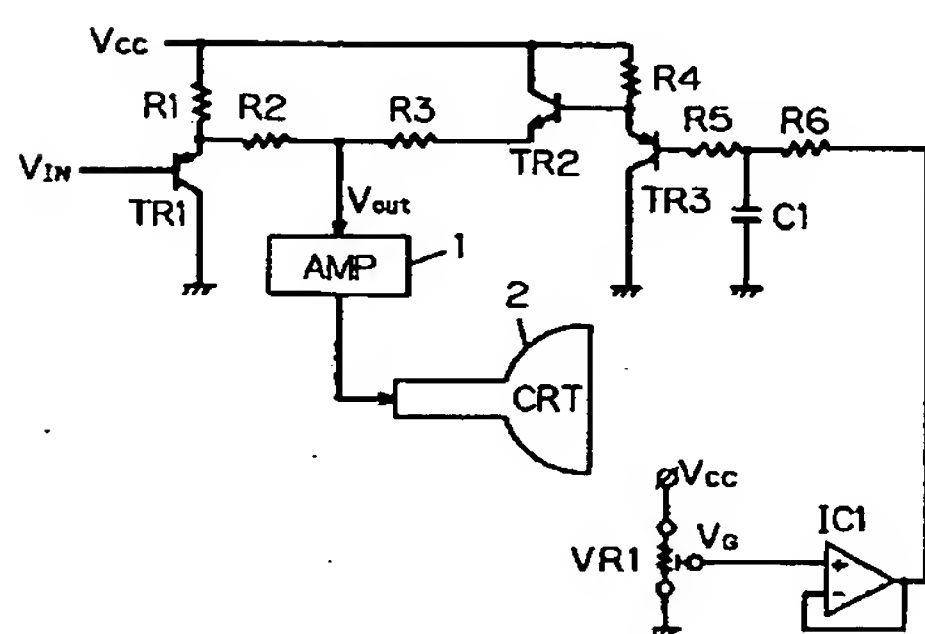 Vcc
R4
R1
R2
R3
R5
R6
VIN
TR2
TR1
Vout
TR3
C1
AMP
1
2
CRT
Vcc
IC1
VR1
VG
+
-